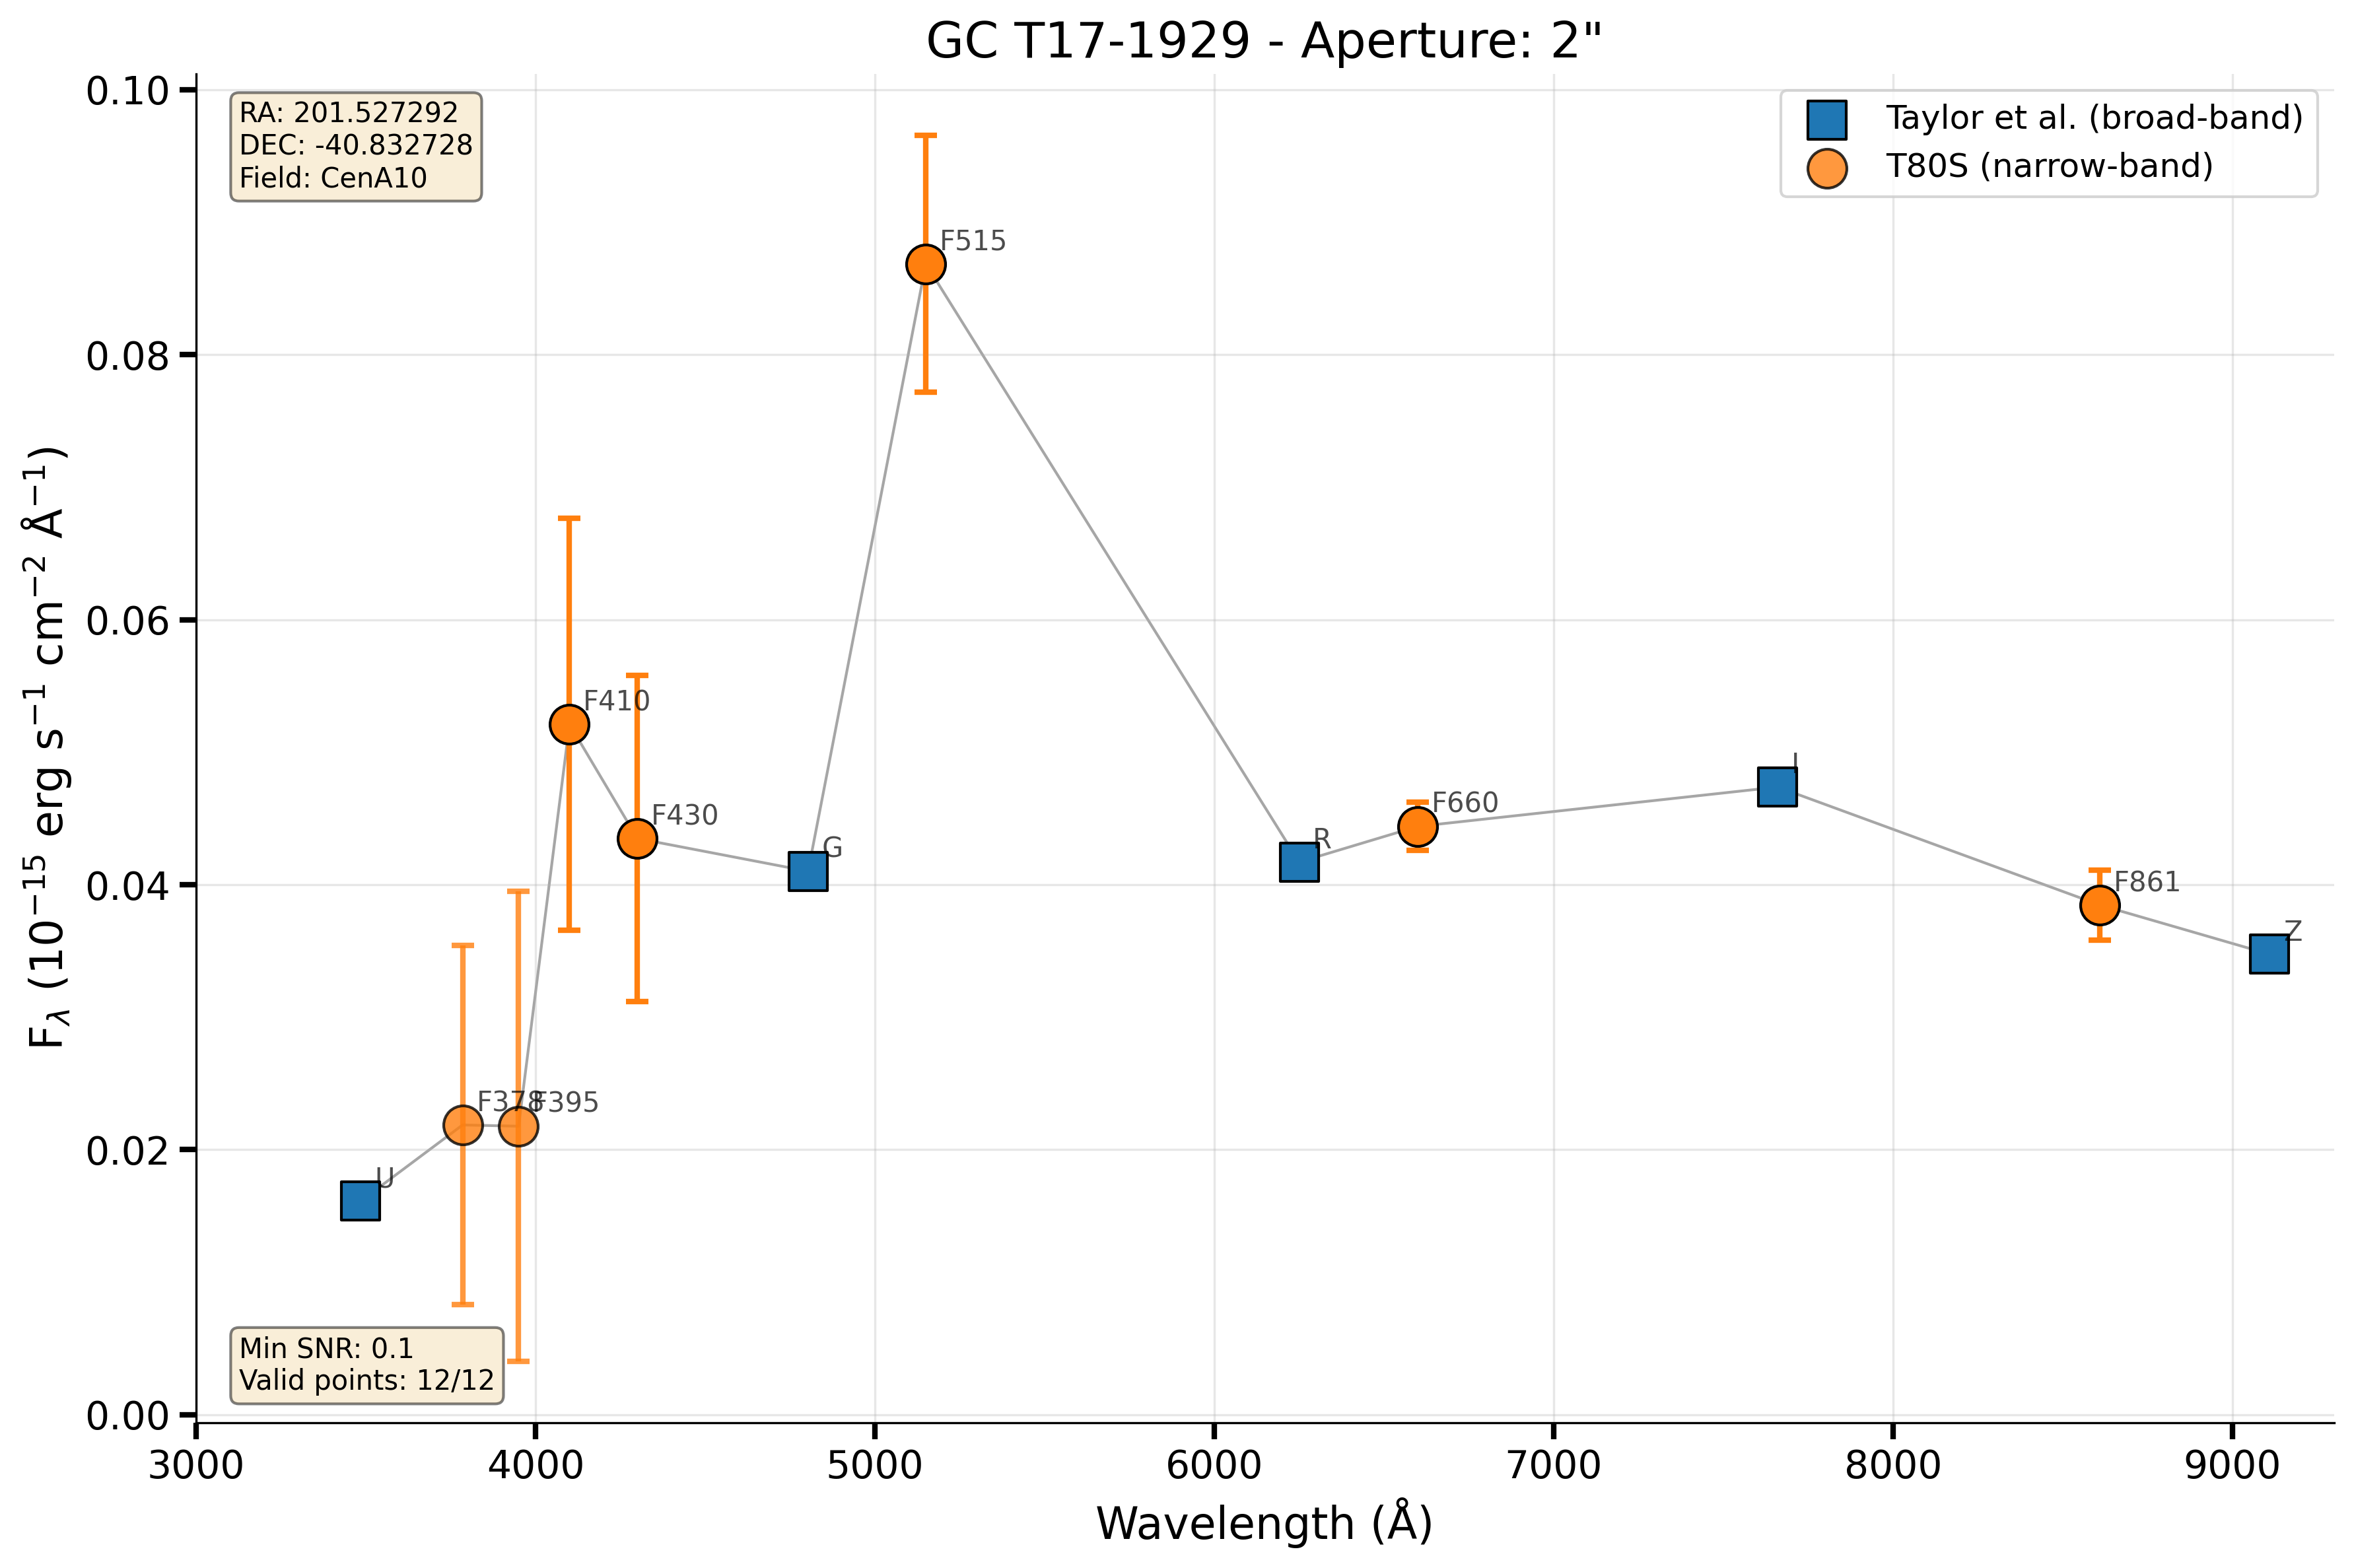 GC T17-1929 - Aperture: 2"
RA: 201.527292
DEC: -40.832728
Field: CenA10
Taylor et al. (broad-band)
T80S (narrow-band)
F515
F410
F430
G
R
F660
I
F861
Z
F378
F395
U
Min SNR: 0.1
Valid points: 12/12
0.10
0.08
0.06
0.04
0.02
0.00
3000 4000 5000 6000 7000 8000 9000
Wavelength (Å)
F_λ (10⁻¹⁵ erg s⁻¹ cm⁻² Å⁻¹)